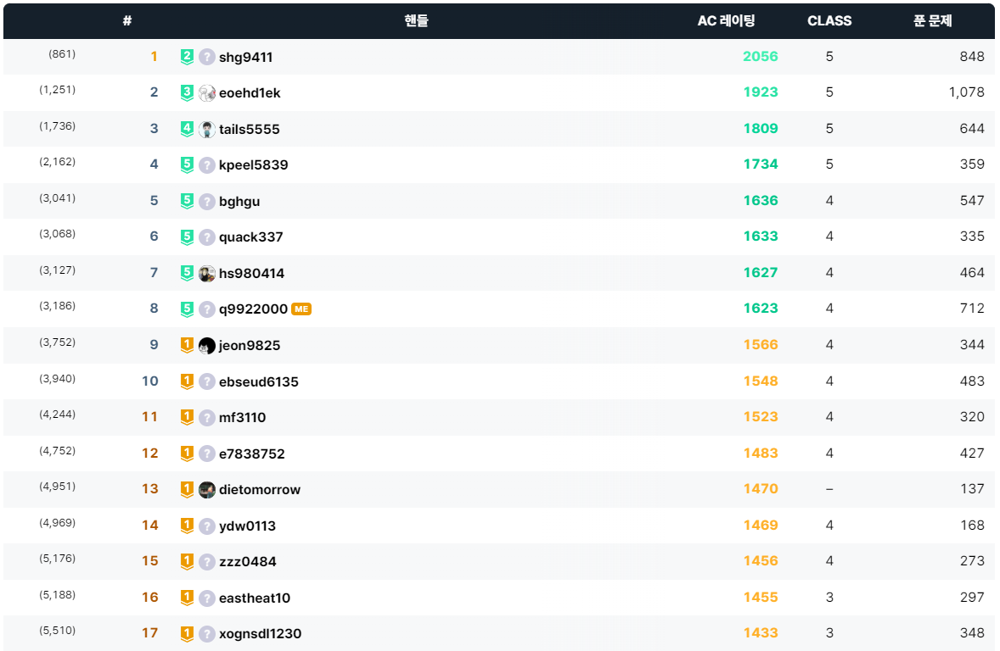 # 핸들 AC 레이팅 CLASS 푼 문제
(861) 1 2 ? shg9411 2056 5 848
(1,251) 2 3 eoehd1ek 1923 5 1,078
(1,736) 3 4 tails5555 1809 5 644
(2,162) 4 5 ? kpeel5839 1734 5 359
(3,041) 5 5 ? bghgu 1636 4 547
(3,068) 6 5 ? quack337 1633 4 335
(3,127) 7 5 hs980414 1627 4 464
(3,186) 8 5 ? q9922000 ME 1623 4 712
(3,752) 9 1 jeon9825 1566 4 344
(3,940) 10 1 ? ebseud6135 1548 4 483
(4,244) 11 1 ? mf3110 1523 4 320
(4,752) 12 1 ? e7838752 1483 4 427
(4,951) 13 1 dietomorrow 1470 – 137
(4,969) 14 1 ? ydw0113 1469 4 168
(5,176) 15 1 ? zzz0484 1456 4 273
(5,188) 16 1 ? eastheat10 1455 3 297
(5,510) 17 1 ? xognsdl1230 1433 3 348